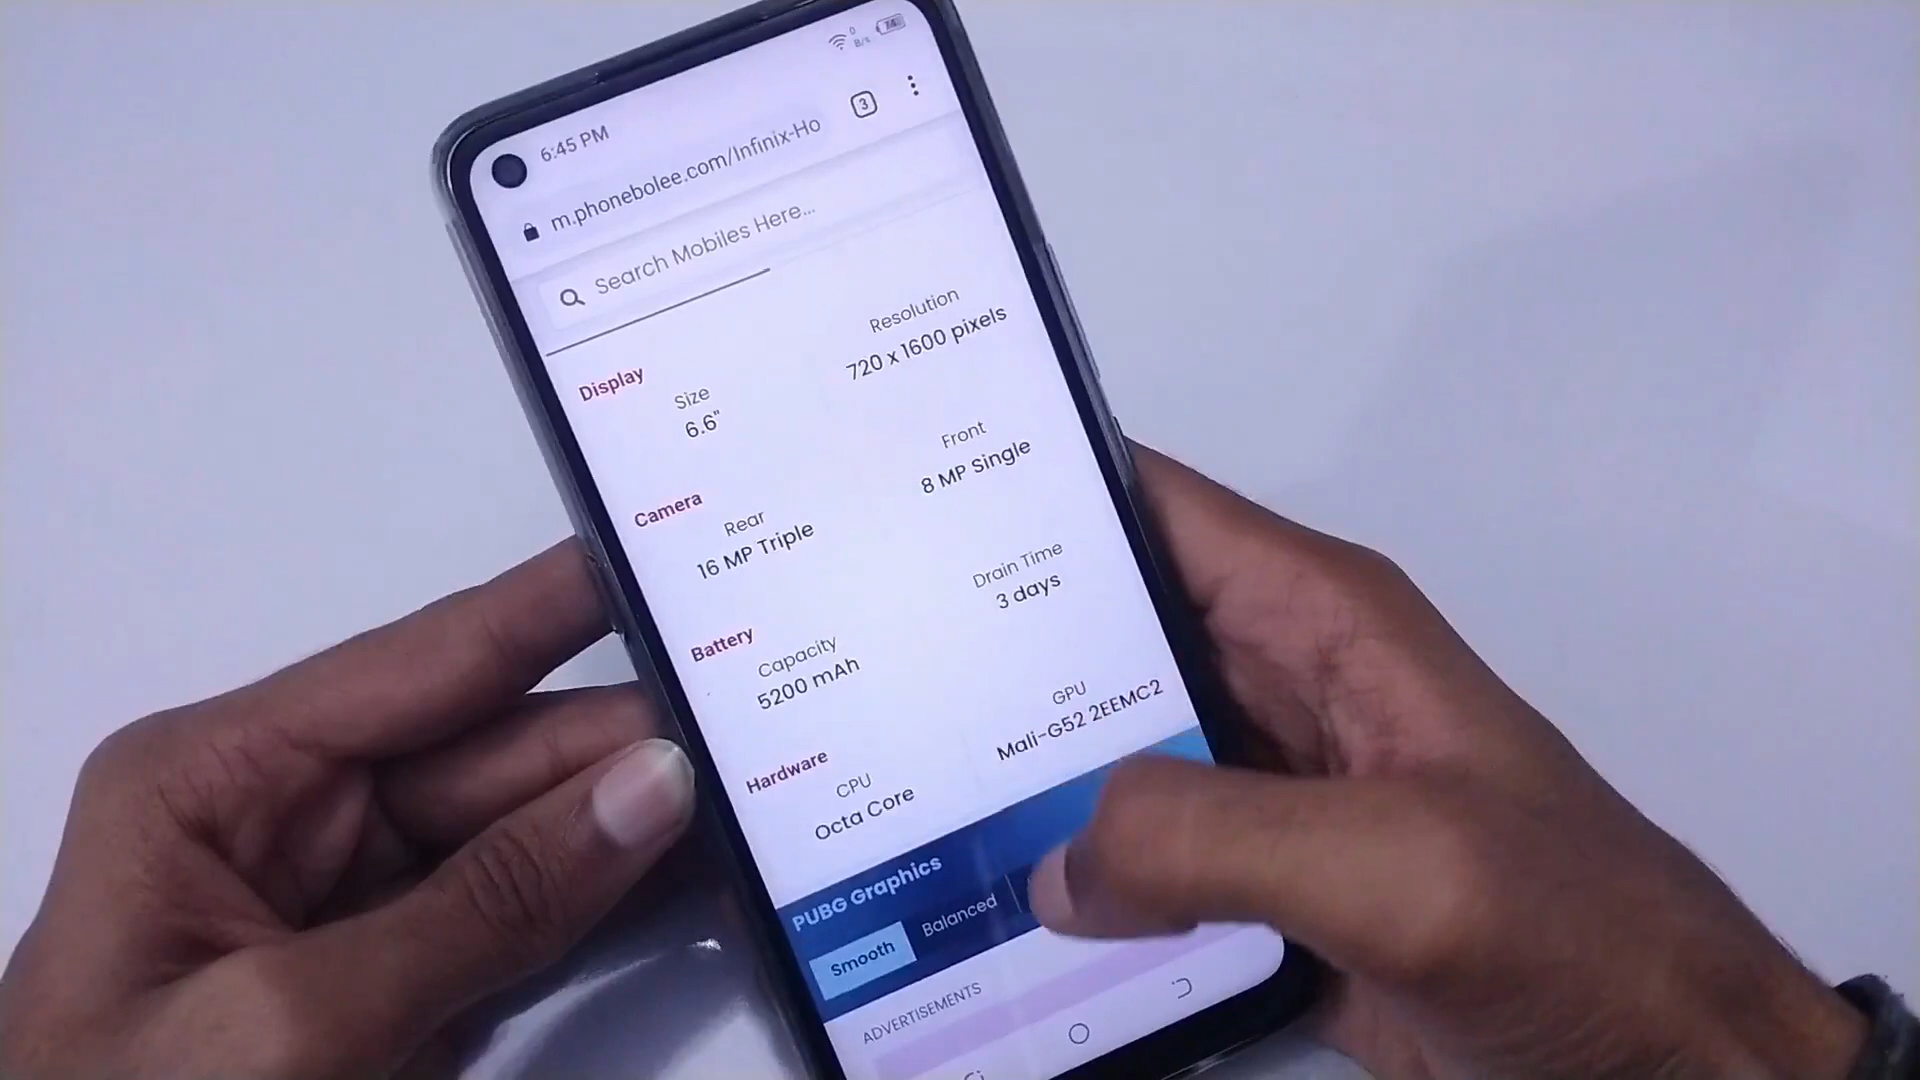 6:45 PM
0
B/s
74
m.phonebolee.com/Infinix-Ho
3
Search Mobiles Here...
Display
Size
6.6"
Resolution
720 x 1600 pixels
Camera
Rear
16 MP Triple
Front
8 MP Single
Battery
Capacity
5200 mAh
Drain Time
3 days
Hardware
CPU
Octa Core
GPU
Mali-G52 2EEMC2
PUBG Graphics
Smooth
Balanced
ADVERTISEMENTS